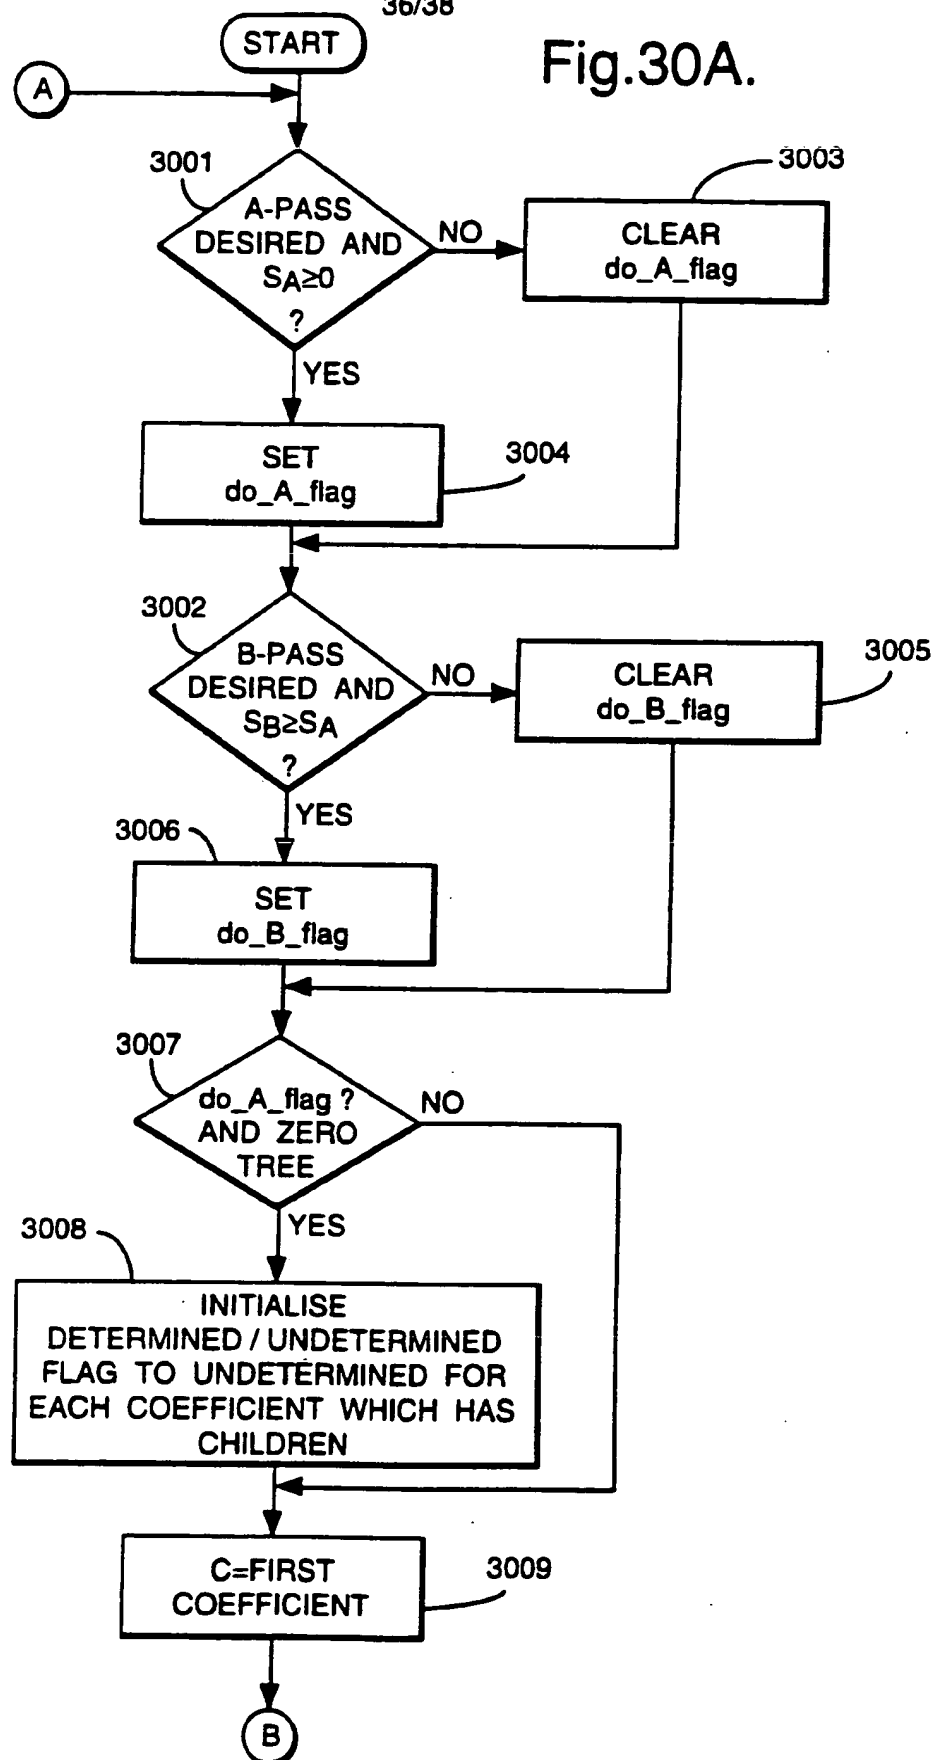 36/38
START
Fig.30A.
A
3001
3003
A-PASS
DESIRED AND
SA≥0
?
NO
CLEAR
do_A_flag
YES
SET
do_A_flag
3004
3002
B-PASS
DESIRED AND
SB≥SA
?
NO
CLEAR
do_B_flag
3005
YES
3006
SET
do_B_flag
3007
do_A_flag ?
AND ZERO
TREE
NO
YES
3008
INITIALISE
DETERMINED / UNDETERMINED
FLAG TO UNDETERMINED FOR
EACH COEFFICIENT WHICH HAS
CHILDREN
C=FIRST
COEFFICIENT
3009
B